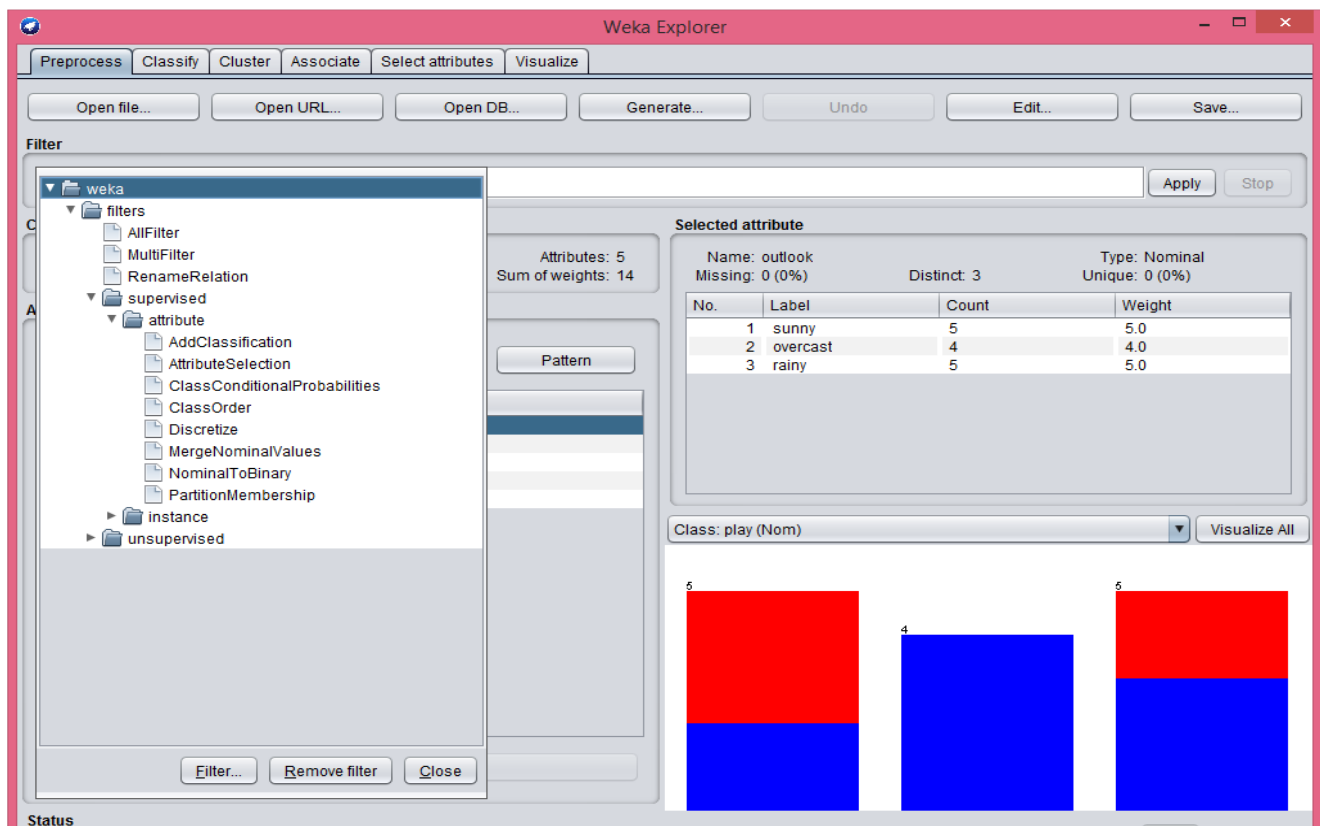 Weka Explorer
Preprocess Classify Cluster Associate Select attributes Visualize
Open file... Open URL... Open DB... Generate... Undo Edit... Save...
Filter
Apply Stop
weka
filters
AllFilter
MultiFilter
RenameRelation
supervised
attribute
AddClassification
AttributeSelection
ClassConditionalProbabilities
ClassOrder
Discretize
MergeNominalValues
NominalToBinary
PartitionMembership
instance
unsupervised
Filter... Remove filter Close
C
Attributes: 5
Sum of weights: 14
A
Pattern
Selected attribute
Name: outlook Type: Nominal
Missing: 0 (0%) Distinct: 3 Unique: 0 (0%)
No. Label Count Weight
1 sunny 5 5.0
2 overcast 4 4.0
3 rainy 5 5.0
Class: play (Nom) Visualize All
5 4 5
Status